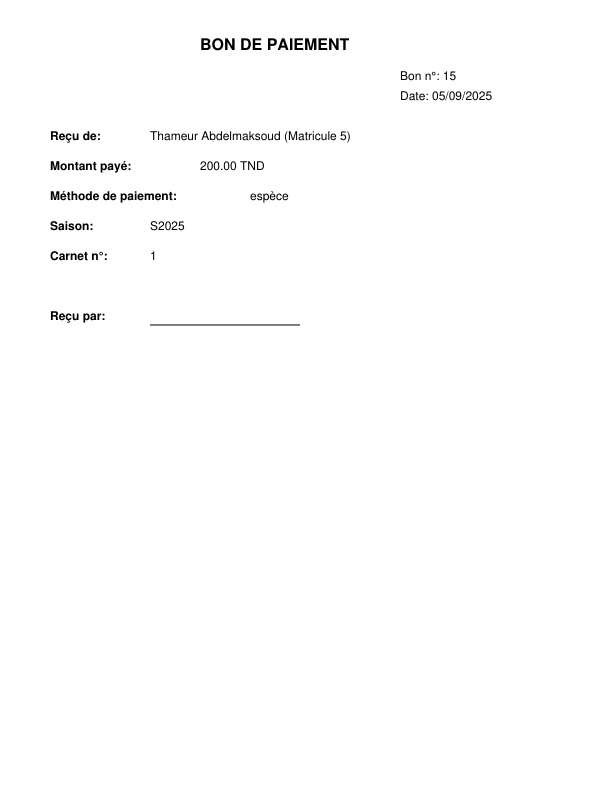 BON DE PAIEMENT
Bon n°: 15
Date: 05/09/2025
Reçu de: Thameur Abdelmaksoud (Matricule 5)
Montant payé: 200.00 TND
Méthode de paiement: espèce
Saison: S2025
Carnet n°: 1
Reçu par: